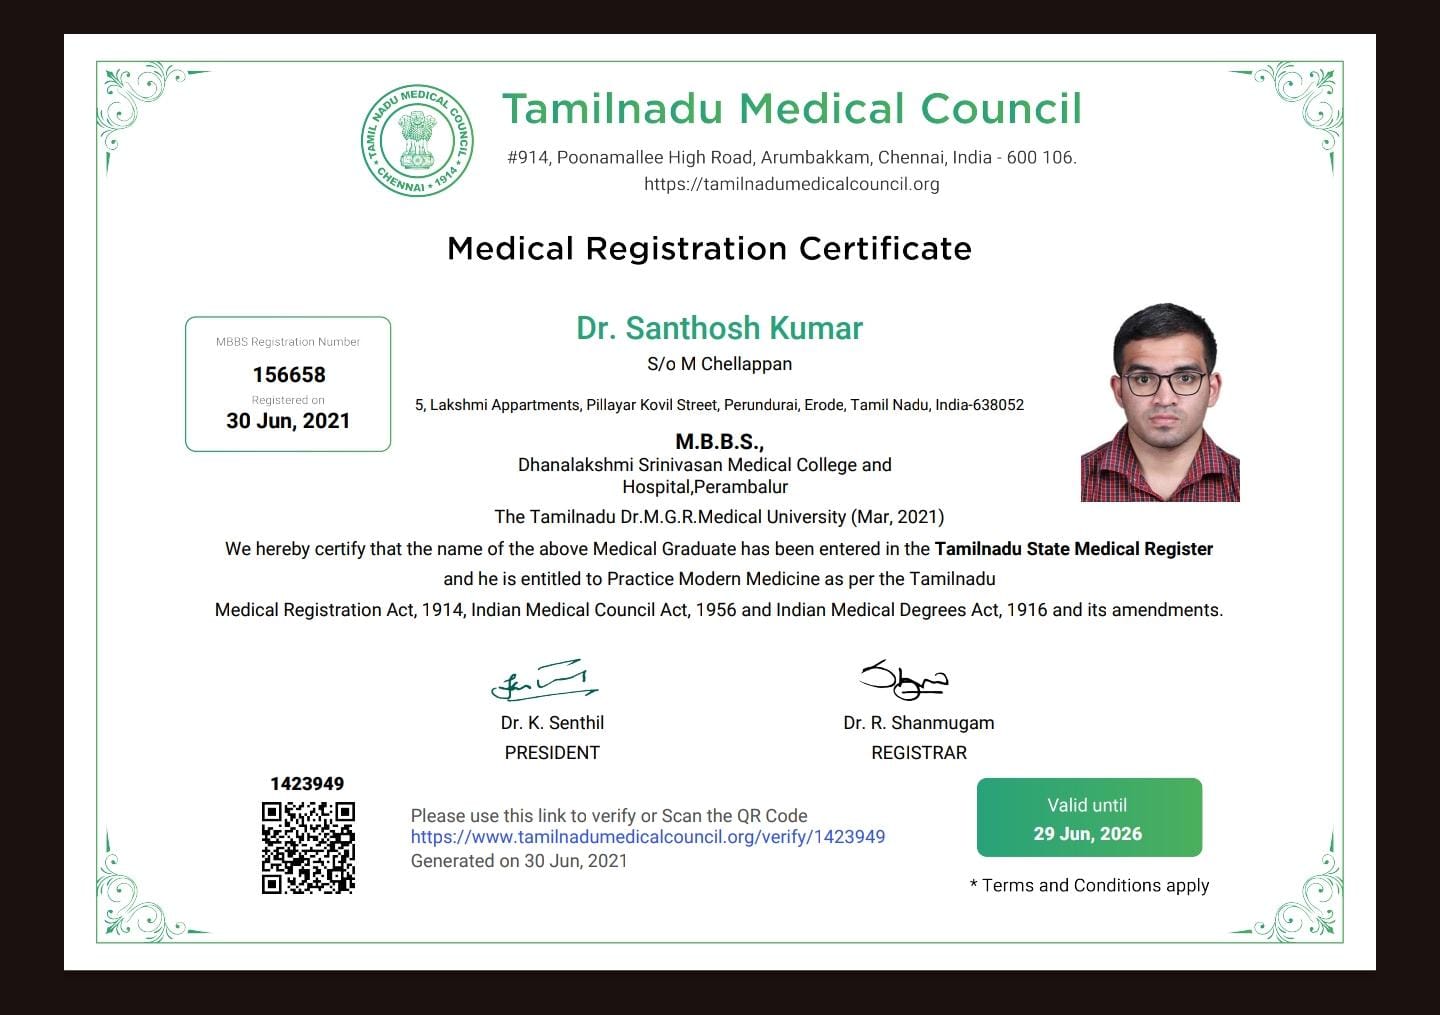 TAMIL NADU MEDICAL COUNCIL
CHENNAI * 1914
Tamilnadu Medical Council
#914, Poonamallee High Road, Arumbakkam, Chennai, India - 600 106.
https://tamilnadumedicalcouncil.org
Medical Registration Certificate
MBBS Registration Number
156658
Registered on
30 Jun, 2021
Dr. Santhosh Kumar
S/o M Chellappan
5, Lakshmi Appartments, Pillayar Kovil Street, Perundurai, Erode, Tamil Nadu, India-638052
M.B.B.S.,
Dhanalakshmi Srinivasan Medical College and
Hospital,Perambalur
The Tamilnadu Dr.M.G.R.Medical University (Mar, 2021)
We hereby certify that the name of the above Medical Graduate has been entered in the Tamilnadu State Medical Register
and he is entitled to Practice Modern Medicine as per the Tamilnadu
Medical Registration Act, 1914, Indian Medical Council Act, 1956 and Indian Medical Degrees Act, 1916 and its amendments.
Dr. K. Senthil
PRESIDENT
Dr. R. Shanmugam
REGISTRAR
1423949
Please use this link to verify or Scan the QR Code
https://www.tamilnadumedicalcouncil.org/verify/1423949
Generated on 30 Jun, 2021
Valid until
29 Jun, 2026
* Terms and Conditions apply